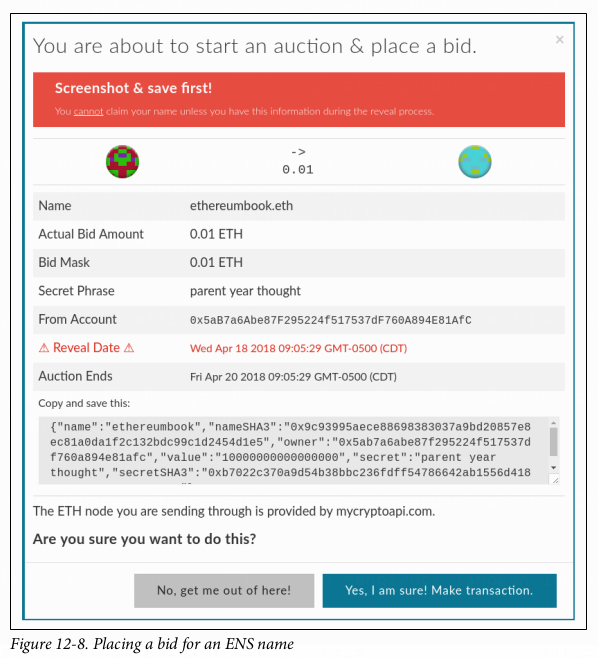 You are about to start an auction & place a bid.
×
Screenshot & save first!
You cannot claim your name unless you have this information during the reveal process.
->
0.01
Name ethereumbook.eth
Actual Bid Amount 0.01 ETH
Bid Mask 0.01 ETH
Secret Phrase parent year thought
From Account 0x5aB7a6Abe87F295224f517537dF760A894E81AfC
⚠ Reveal Date ⚠ Wed Apr 18 2018 09:05:29 GMT-0500 (CDT)
Auction Ends Fri Apr 20 2018 09:05:29 GMT-0500 (CDT)
Copy and save this:
{"name":"ethereumbook","nameSHA3":"0x9c93995aece88698383037a9bd20857e8
ec81a0da1f2c132bdc99c1d2454d1e5","owner":"0x5ab7a6abe87f295224f517537d
f760a894e81afc","value":"10000000000000000","secret":"parent year
thought","secretSHA3":"0xb7022c370a9d54b38bbc236fdff54786642ab1556d418
The ETH node you are sending through is provided by mycryptoapi.com.
Are you sure you want to do this?
No, get me out of here!
Yes, I am sure! Make transaction.
Figure 12-8. Placing a bid for an ENS name